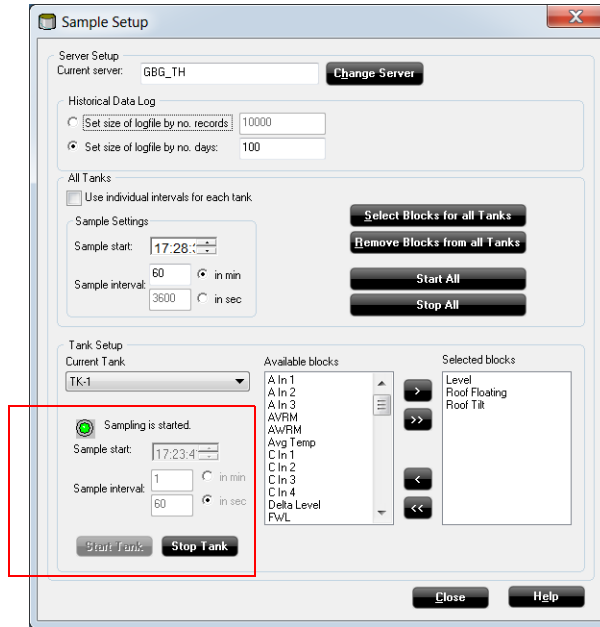 Sample Setup
Server Setup
Current server: GBG_TH Change Server
Historical Data Log
Set size of logfile by no. records 10000
Set size of logfile by no. days: 100
All Tanks
Use individual intervals for each tank
Sample Settings
Sample start: 17:28:
Sample interval: 60 in min
3600 in sec
Select Blocks for all Tanks
Remove Blocks from all Tanks
Start All
Stop All
Tank Setup
Current Tank
TK-1
Sampling is started.
Sample start: 17:23:4
Sample interval: 1 in min
60 in sec
Start Tank Stop Tank
Available blocks
A In 1
A In 2
A In 3
AVRM
AWRM
Avg Temp
C In 1
C In 2
C In 3
C In 4
Delta Level
FWL
>
>>
<
<<
Selected blocks
Level
Roof Floating
Roof Tilt
Close Help